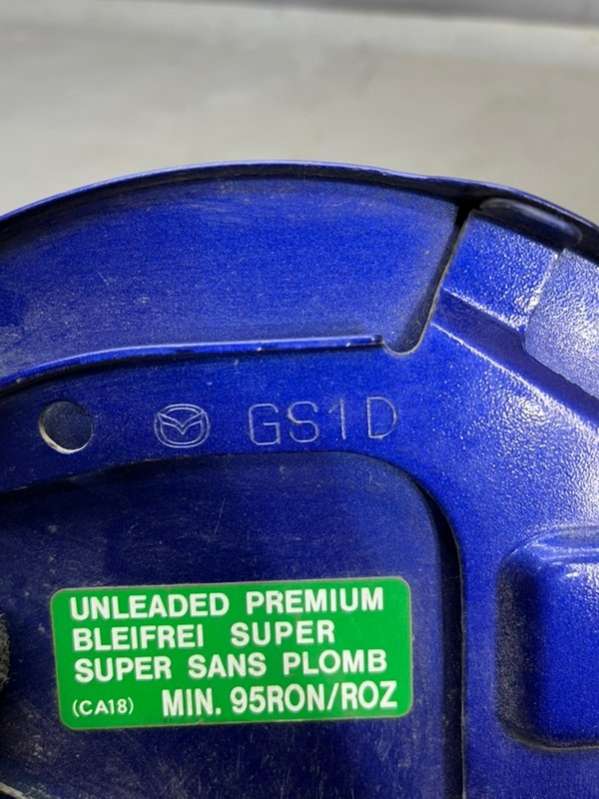 GS1D
UNLEADED PREMIUM
BLEIFREI SUPER
SUPER SANS PLOMB
(CA18) MIN. 95RON/ROZ